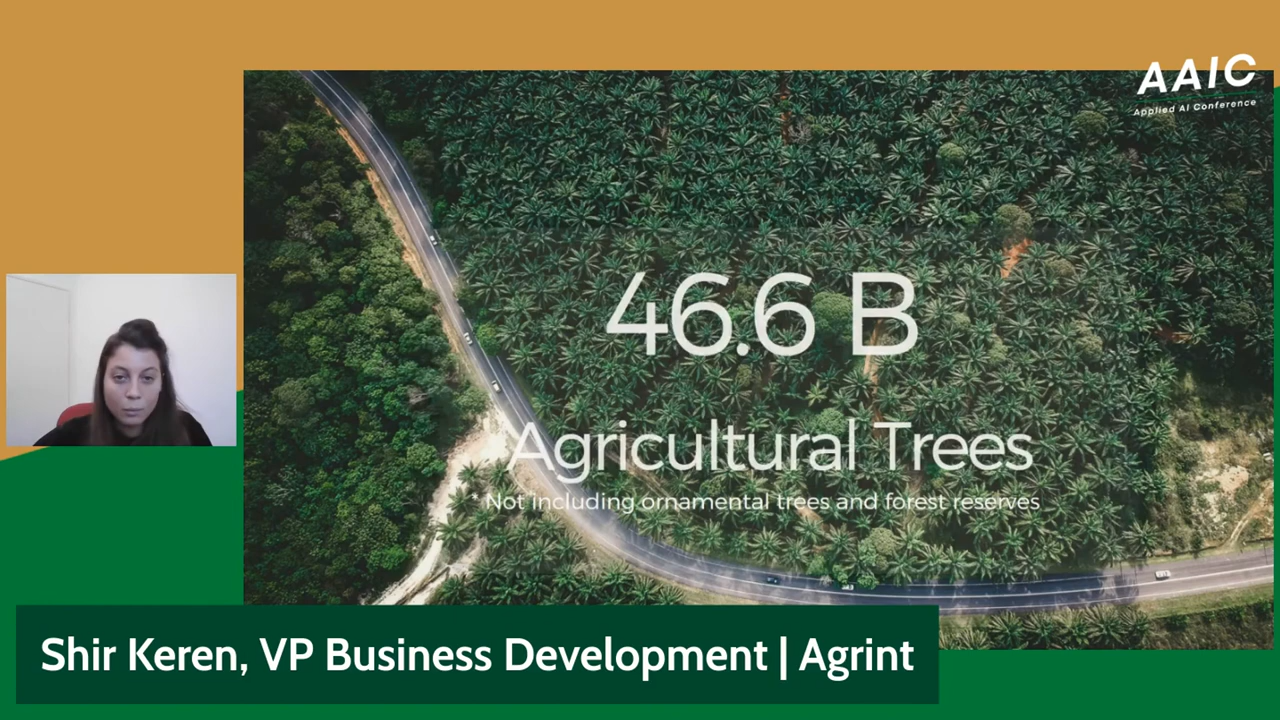 AAIC
Applied AI Conference
46.6 B
Agricultural Trees
* Not including ornamental trees and forest reserves
Shir Keren, VP Business Development | Agrint